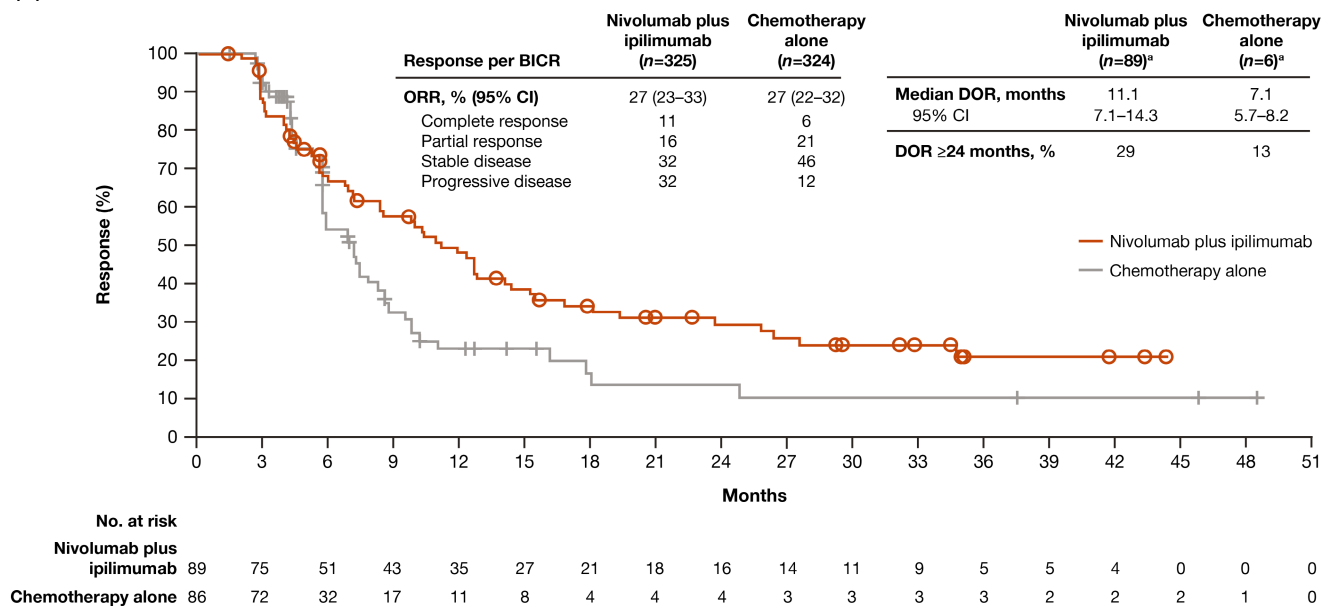 Nivolumab plus ipilimumab (n=325) Chemotherapy alone (n=324)
Response per BICR
ORR, % (95% CI) 27 (23–33) 27 (22–32)
Complete response 11 6
Partial response 16 21
Stable disease 32 46
Progressive disease 32 12
Nivolumab plus ipilimumab (n=89)ᵃ Chemotherapy alone (n=6)ᵃ
Median DOR, months 11.1 7.1
95% CI 7.1–14.3 5.7–8.2
DOR ≥24 months, % 29 13
Nivolumab plus ipilimumab
Chemotherapy alone
Response (%)
100
90
80
70
60
50
40
30
20
10
0
0 3 6 9 12 15 18 21 24 27 30 33 36 39 42 45 48 51
Months
No. at risk
Nivolumab plus
ipilimumab 89 75 51 43 35 27 21 18 16 14 11 9 5 5 4 0 0 0
Chemotherapy alone 86 72 32 17 11 8 4 4 4 3 3 3 3 2 2 2 1 0